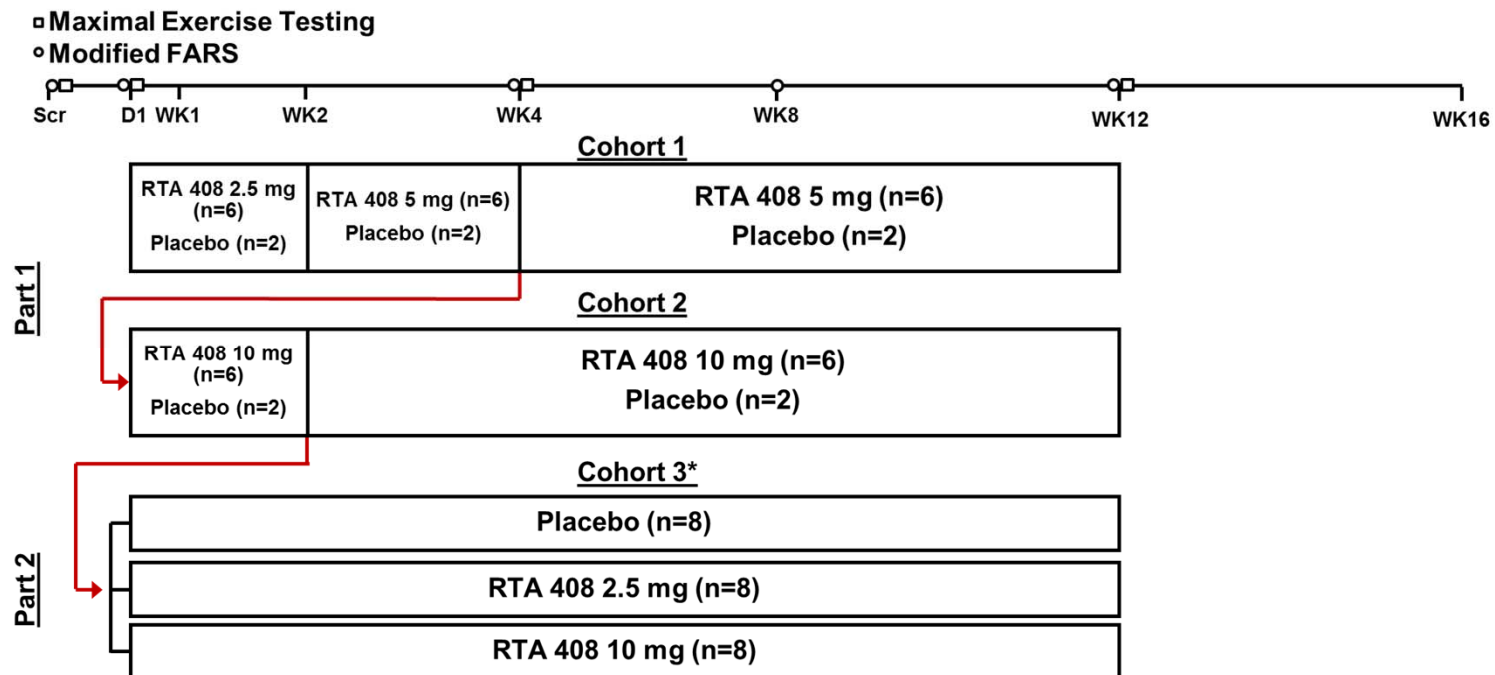 Maximal Exercise Testing
Modified FARS
Scr
D1
WK1
WK2
WK4
WK8
WK12
WK16
Part 1
Cohort 1
RTA 408 2.5 mg
(n=6)
Placebo (n=2)
RTA 408 5 mg (n=6)
Placebo (n=2)
RTA 408 5 mg (n=6)
Placebo (n=2)
Cohort 2
RTA 408 10 mg
(n=6)
Placebo (n=2)
RTA 408 10 mg (n=6)
Placebo (n=2)
Part 2
Cohort 3*
Placebo (n=8)
RTA 408 2.5 mg (n=8)
RTA 408 10 mg (n=8)